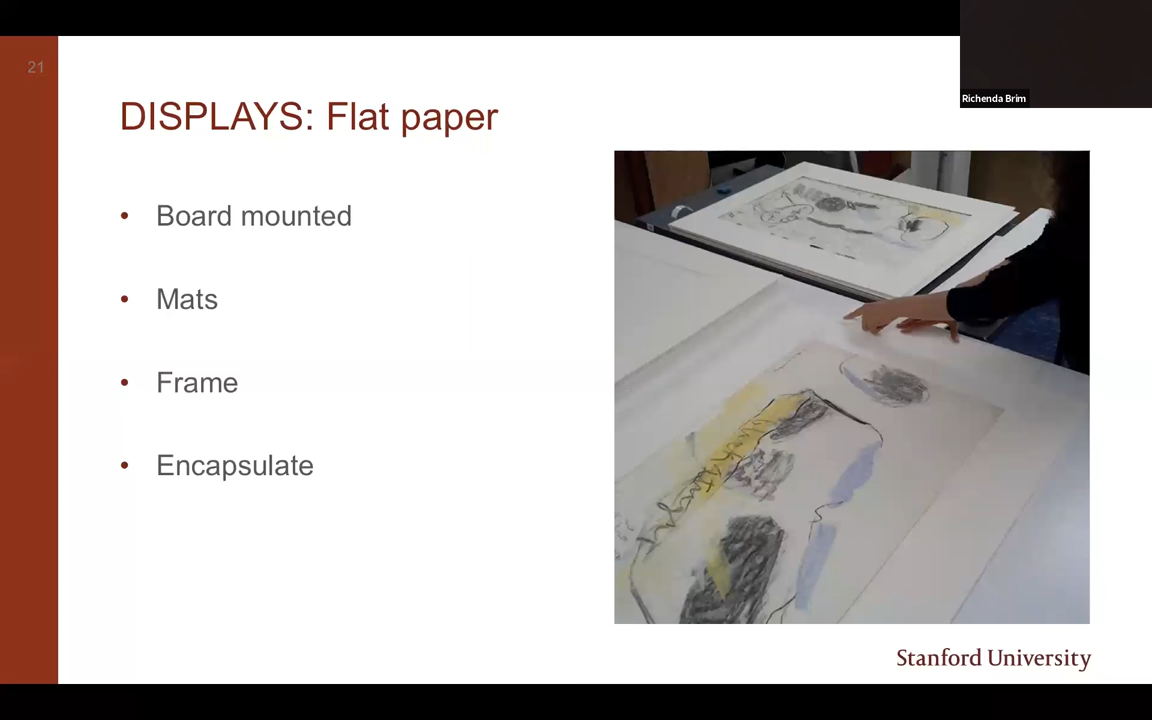 21
Richenda Brim
DISPLAYS: Flat paper
• Board mounted
• Mats
• Frame
• Encapsulate
Stanford University